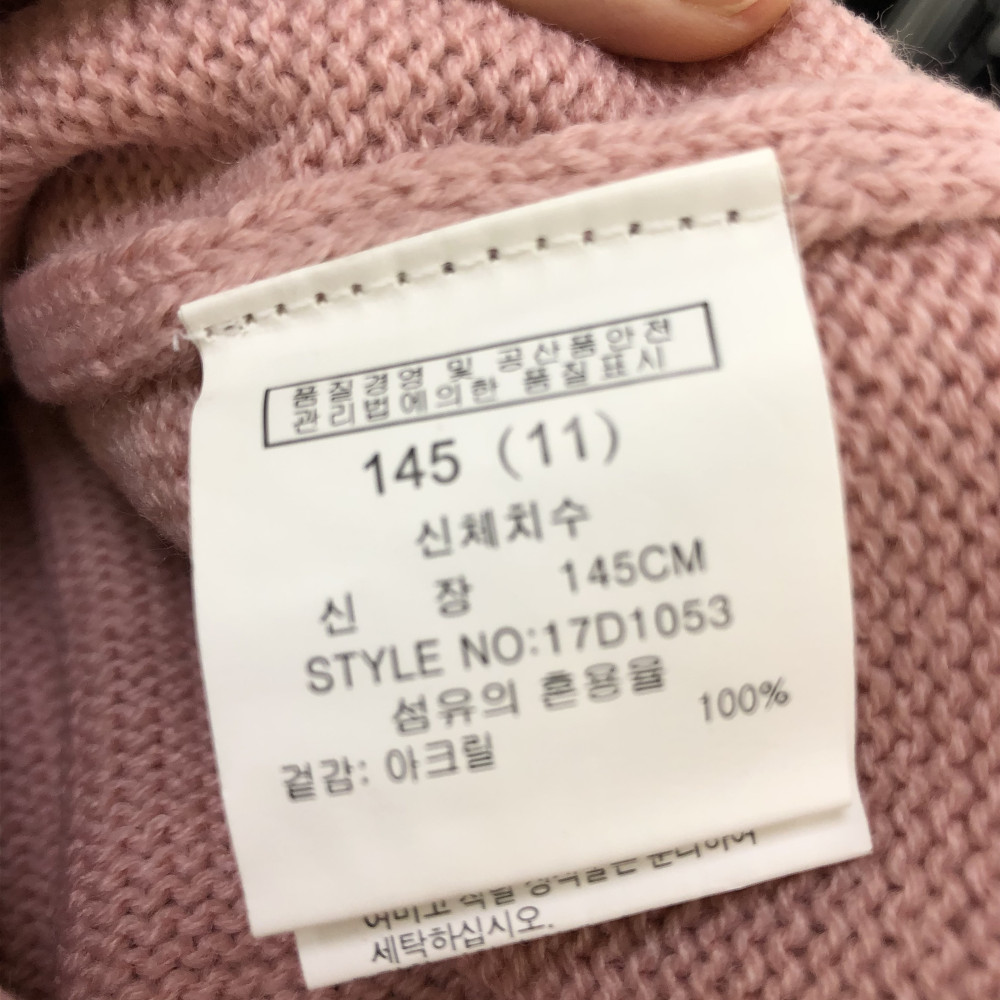 품질경영 및 공산품안전
관리법에의한 품질표시
145 (11)
신체치수
신 장 145CM
STYLE NO:17D1053
섬유의 혼용율
100%
겉감: 아크릴
세탁하십시오.